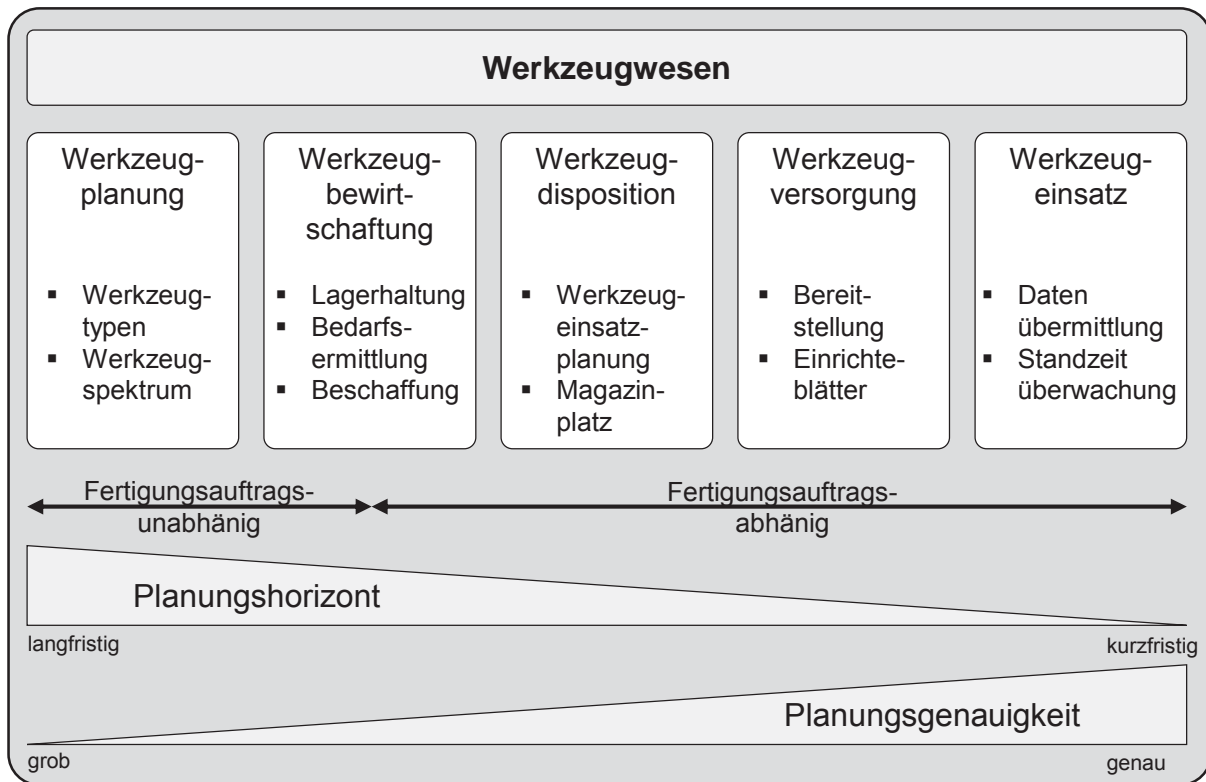 Werkzeugwesen
Werkzeug-
planung
▪ Werkzeug-
typen
▪ Werkzeug-
spektrum
Werkzeug-
bewirt-
schaftung
▪ Lagerhaltung
▪ Bedarfs-
ermittlung
▪ Beschaffung
Werkzeug-
disposition
▪ Werkzeug-
einsatz-
planung
▪ Magazin-
platz
Werkzeug-
versorgung
▪ Bereit-
stellung
▪ Einrichte-
blätter
Werkzeug-
einsatz
▪ Daten
übermittlung
▪ Standzeit
überwachung
Fertigungsauftrags-
unabhänig
Fertigungsauftrags-
abhänig
Planungshorizont
langfristig
kurzfristig
Planungsgenauigkeit
grob
genau